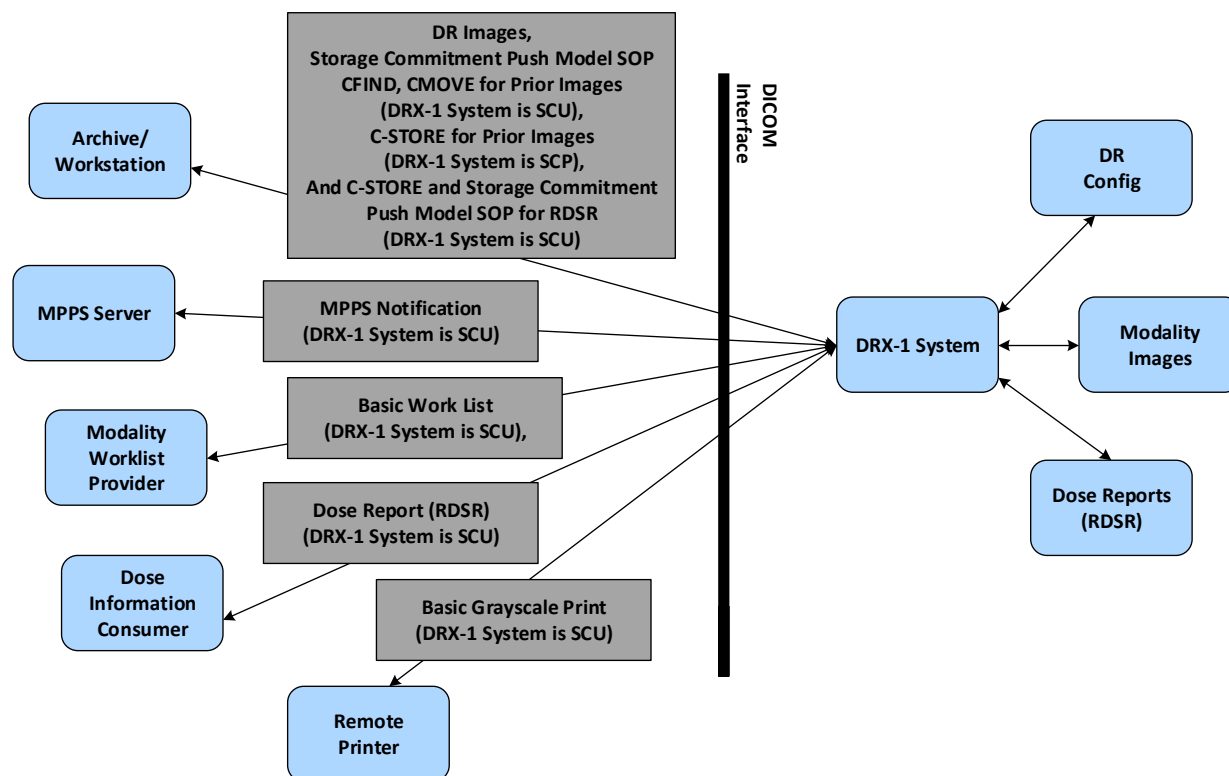 DR Images,
Storage Commitment Push Model SOP
CFIND, CMOVE for Prior Images
(DRX-1 System is SCU),
C-STORE for Prior Images
(DRX-1 System is SCP),
And C-STORE and Storage Commitment
Push Model SOP for RDSR
(DRX-1 System is SCU)
DICOM
Interface
Archive/
Workstation
DR
Config
MPPS Server
MPPS Notification
(DRX-1 System is SCU)
DRX-1 System
Modality
Images
Basic Work List
(DRX-1 System is SCU),
Modality
Worklist
Provider
Dose Report (RDSR)
(DRX-1 System is SCU)
Dose Reports
(RDSR)
Dose
Information
Consumer
Basic Grayscale Print
(DRX-1 System is SCU)
Remote
Printer